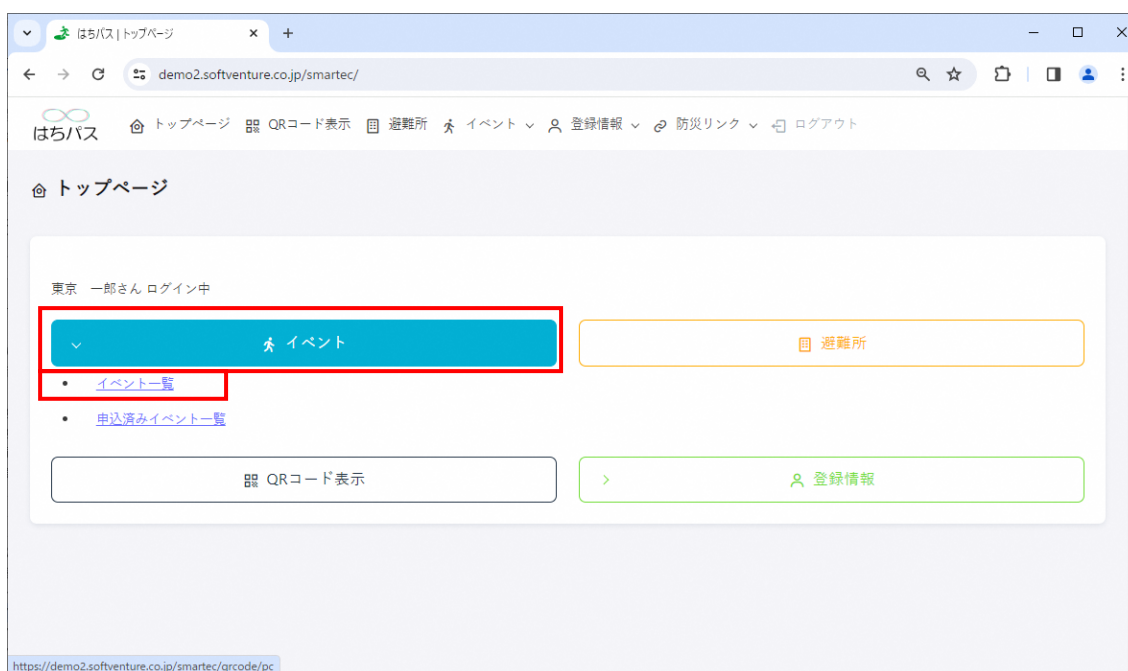 はちパス | トップページ
demo2.softventure.co.jp/smartec/
はちパス トップページ QRコード表示 避難所 イベント 登録情報 防災リンク ログアウト
トップページ
東京　一郎さん ログイン中
イベント 避難所
• イベント一覧
• 申込済みイベント一覧
QRコード表示 登録情報
https://demo2.softventure.co.jp/smartec/qrcode/pc